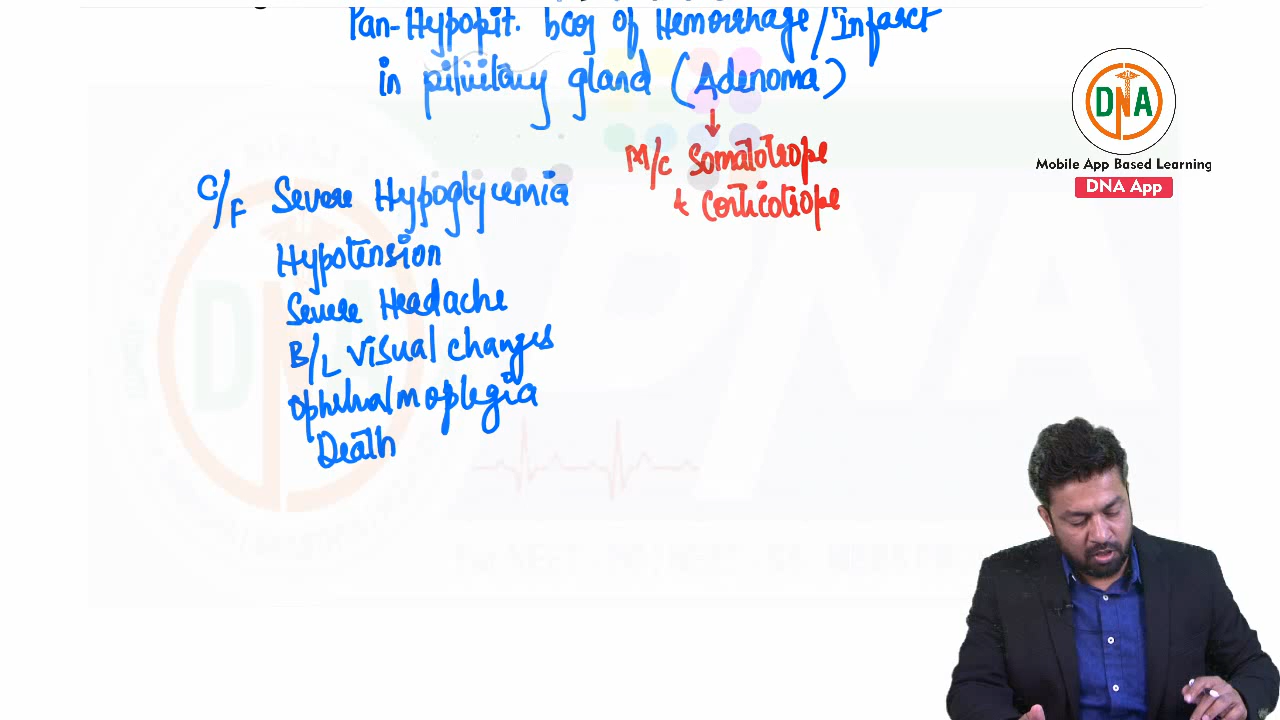 Pan-Hypopit. bcoz of Hemorrhage/Infarct
in pituitary gland (Adenoma)
↓
M/c Somatotrope
& Corticotrope
C/F Severe Hypoglycemia
Hypotension
Severe Headache
B/L visual changes
Ophthalmoplegia
Death
DNA
Mobile App Based Learning
DNA App